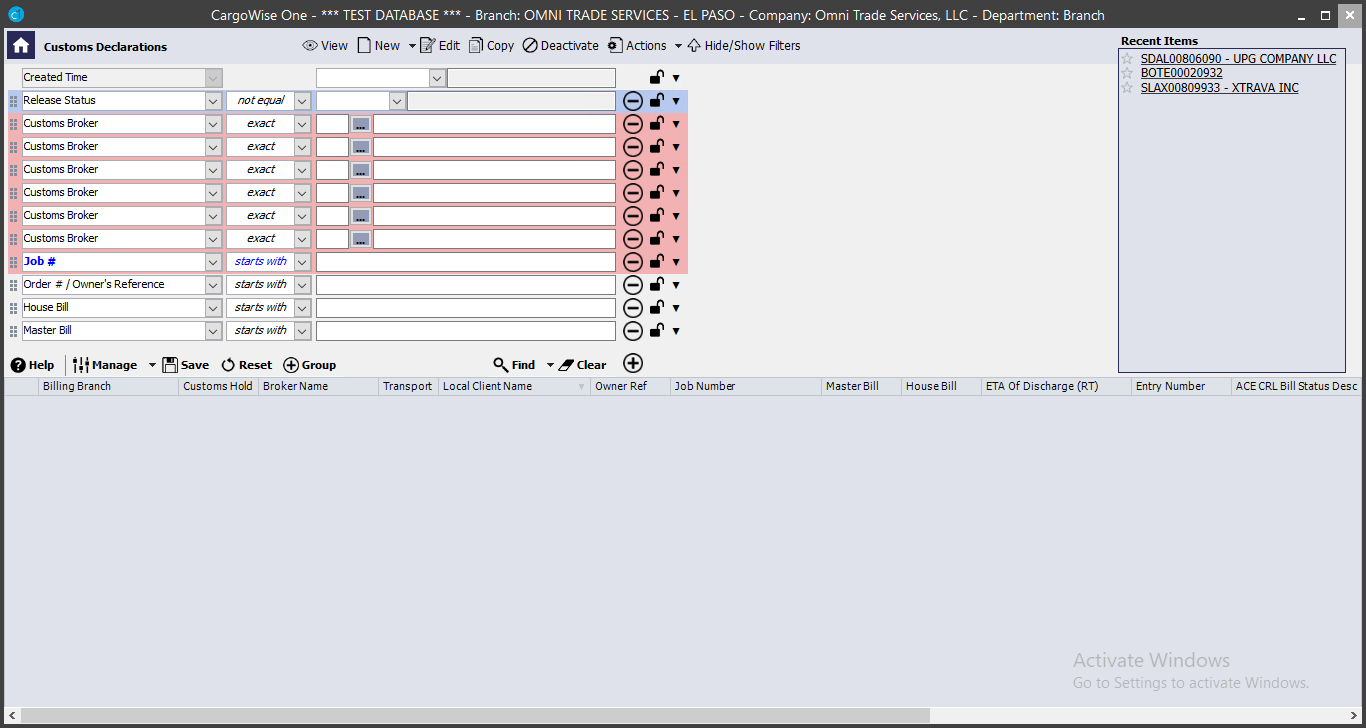 CargoWise One - *** TEST DATABASE *** - Branch: OMNI TRADE SERVICES - EL PASO - Company: Omni Trade Services, LLC - Department: Branch
Customs Declarations View New Edit Copy Deactivate Actions Hide/Show Filters
Recent Items
SDAL00806090 - UPG COMPANY LLC
BOTE00020932
SLAX00809933 - XTRAVA INC
Created Time
Release Status not equal
Customs Broker exact ...
Customs Broker exact ...
Customs Broker exact ...
Customs Broker exact ...
Customs Broker exact ...
Customs Broker exact ...
Job # starts with
Order # / Owner's Reference starts with
House Bill starts with
Master Bill starts with
Help Manage Save Reset Group Find Clear
Billing Branch Customs Hold Broker Name Transport Local Client Name Owner Ref Job Number Master Bill House Bill ETA Of Discharge (RT) Entry Number ACE CRL Bill Status Desc
Activate Windows
Go to Settings to activate Windows.